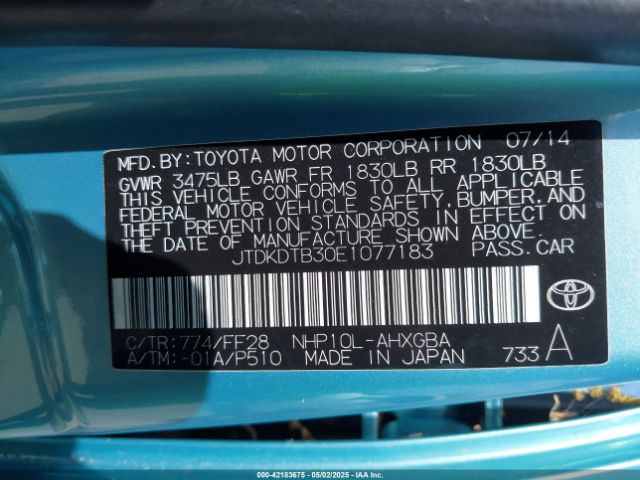 MFD.BY:TOYOTA MOTOR CORPORATION 07/14
GVWR 3475LB GAWR FR 1830LB RR 1830LB
THIS VEHICLE CONFORMS TO ALL APPLICABLE
FEDERAL MOTOR VEHICLE SAFETY, BUMPER, AND
THEFT PREVENTION STANDARDS IN EFFECT ON
THE DATE OF MANUFACTURE SHOWN ABOVE.
JTDKDTB30E1077183 PASS.CAR
C/TR:774/FF28 NHP10L-AHXGBA
A/TM:-01A/P510 MADE IN JAPAN 733 A
000-42183675 - 05/02/2025 - IAAI, Inc.